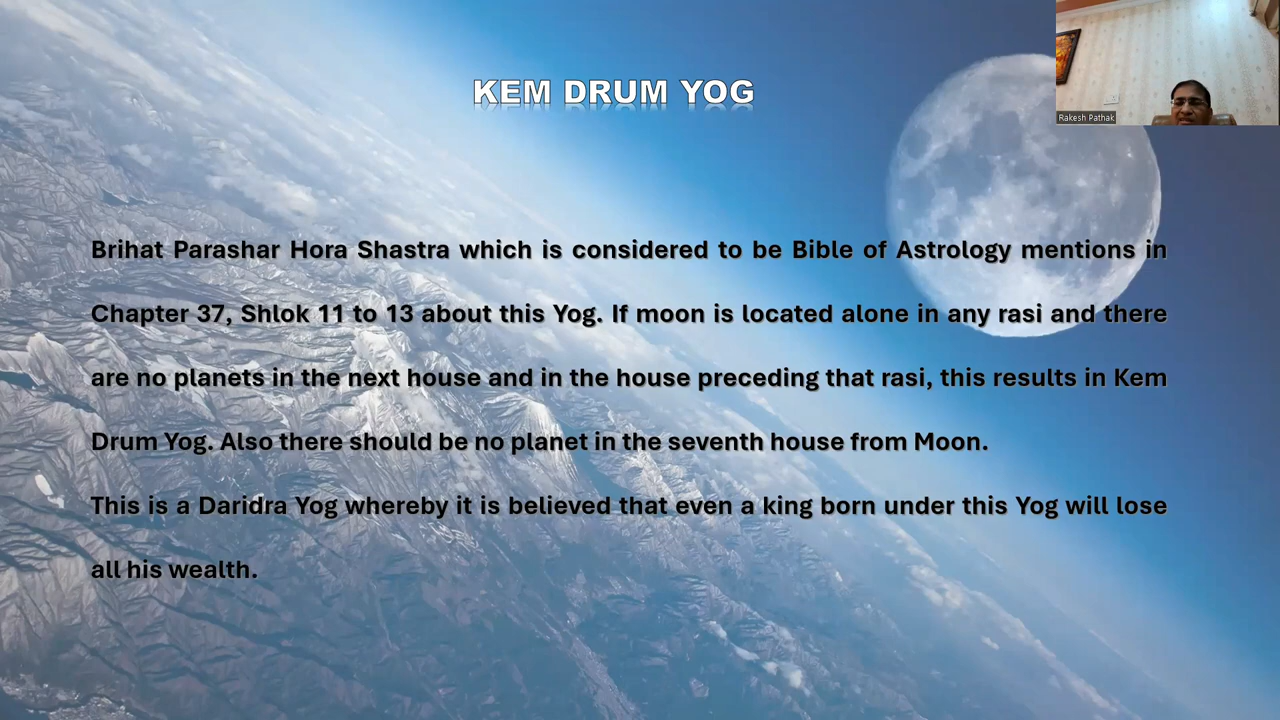 KEM DRUM YOG
Rakesh Pathak
Brihat Parashar Hora Shastra which is considered to be Bible of Astrology mentions in
Chapter 37, Shlok 11 to 13 about this Yog. If moon is located alone in any rasi and there
are no planets in the next house and in the house preceding that rasi, this results in Kem
Drum Yog. Also there should be no planet in the seventh house from Moon.
This is a Daridra Yog whereby it is believed that even a king born under this Yog will lose
all his wealth.